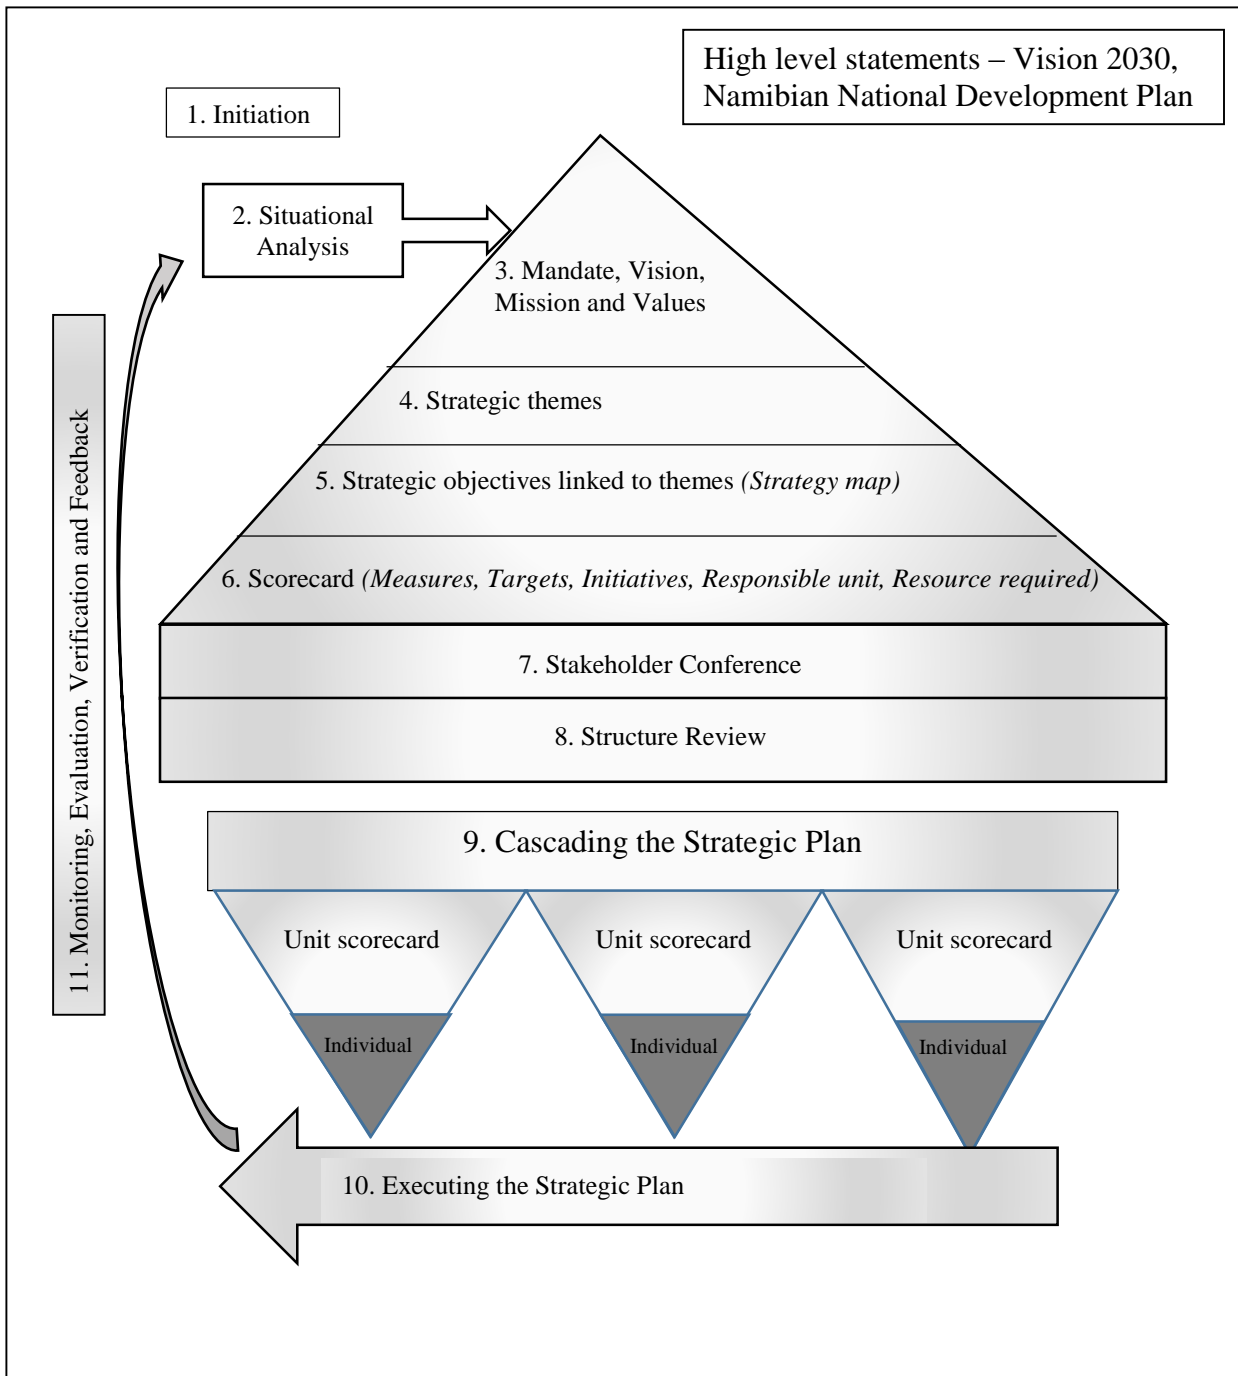 High level statements – Vision 2030,
Namibian National Development Plan
1. Initiation
2. Situational
Analysis
3. Mandate, Vision,
Mission and Values
4. Strategic themes
5. Strategic objectives linked to themes (Strategy map)
6. Scorecard (Measures, Targets, Initiatives, Responsible unit, Resource required)
7. Stakeholder Conference
8. Structure Review
9. Cascading the Strategic Plan
Unit scorecard
Unit scorecard
Unit scorecard
Individual
Individual
Individual
10. Executing the Strategic Plan
11. Monitoring, Evaluation, Verification and Feedback